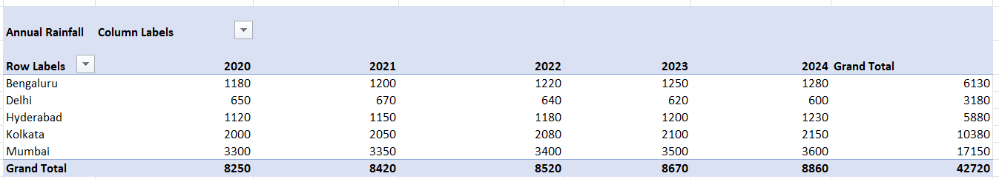 Annual Rainfall Column Labels
Row Labels 2020 2021 2022 2023 2024 Grand Total
Bengaluru 1180 1200 1220 1250 1280 6130
Delhi 650 670 640 620 600 3180
Hyderabad 1120 1150 1180 1200 1230 5880
Kolkata 2000 2050 2080 2100 2150 10380
Mumbai 3300 3350 3400 3500 3600 17150
Grand Total 8250 8420 8520 8670 8860 42720